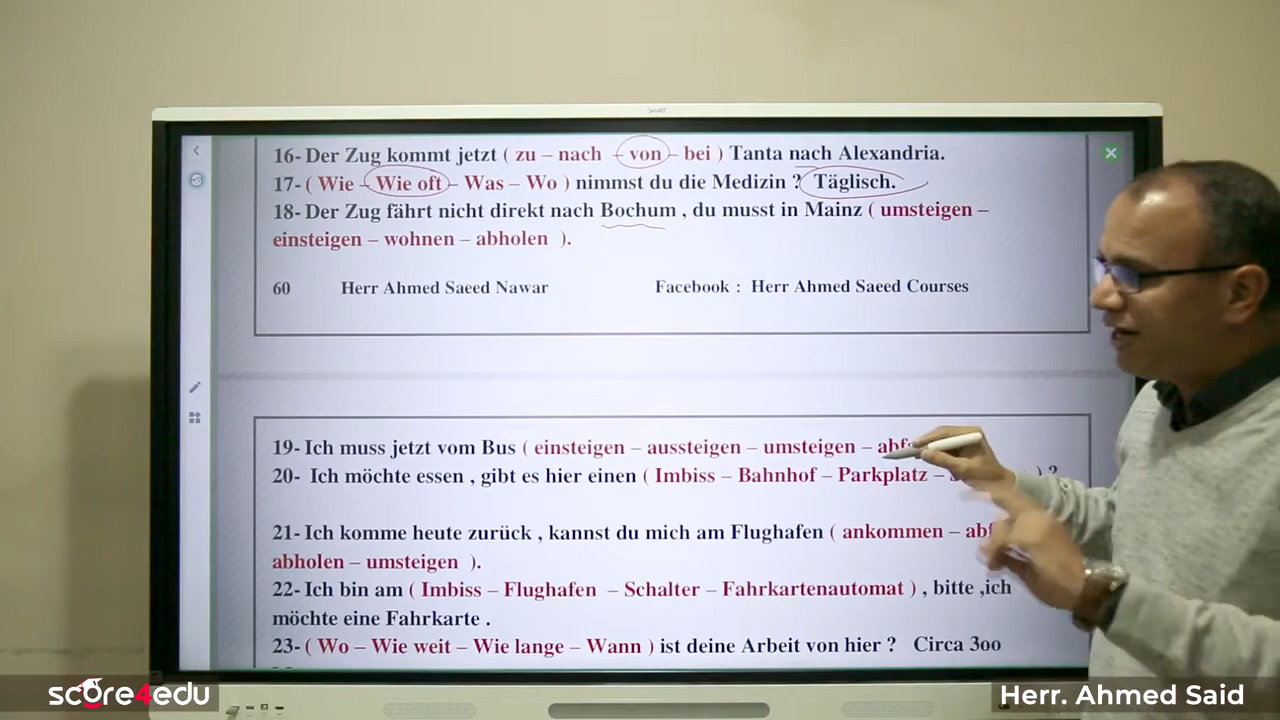 SMART
16- Der Zug kommt jetzt ( zu – nach – von – bei ) Tanta nach Alexandria.
17- ( Wie – Wie oft – Was – Wo ) nimmst du die Medizin ? Täglisch.
18- Der Zug fährt nicht direkt nach Bochum , du musst in Mainz ( umsteigen –
einsteigen – wohnen – abholen ).
60 Herr Ahmed Saeed Nawar Facebook : Herr Ahmed Saeed Courses
19- Ich muss jetzt vom Bus ( einsteigen – aussteigen – umsteigen –
20- Ich möchte essen , gibt es hier einen ( Imbiss – Bahnhof – Parkplatz – ) ?
21- Ich komme heute zurück , kannst du mich am Flughafen ( ankommen –
abholen – umsteigen ).
22- Ich bin am ( Imbiss – Flughafen – Schalter – Fahrkartenautomat ) , bitte ,ich
möchte eine Fahrkarte .
23- ( Wo – Wie weit – Wie lange – Wann ) ist deine Arbeit von hier ? Circa 3oo
score4edu
Herr. Ahmed Said